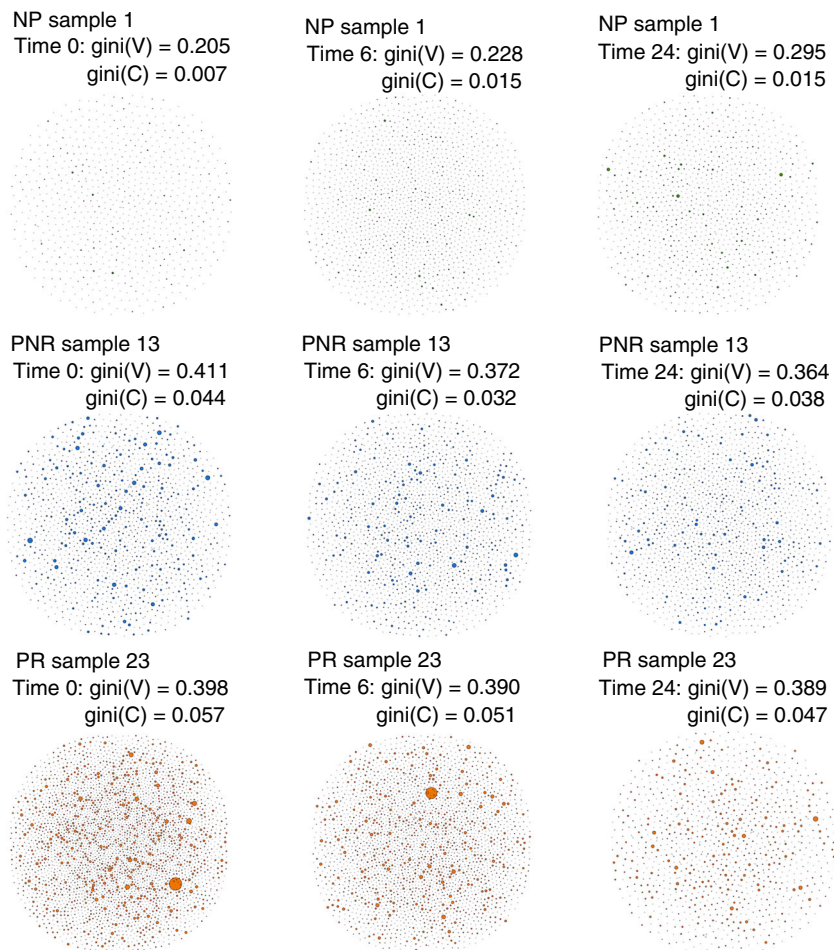 NP sample 1
Time 0: gini(V) = 0.205
gini(C) = 0.007
NP sample 1
Time 6: gini(V) = 0.228
gini(C) = 0.015
NP sample 1
Time 24: gini(V) = 0.295
gini(C) = 0.015
PNR sample 13
Time 0: gini(V) = 0.411
gini(C) = 0.044
PNR sample 13
Time 6: gini(V) = 0.372
gini(C) = 0.032
PNR sample 13
Time 24: gini(V) = 0.364
gini(C) = 0.038
PR sample 23
Time 0: gini(V) = 0.398
gini(C) = 0.057
PR sample 23
Time 6: gini(V) = 0.390
gini(C) = 0.051
PR sample 23
Time 24: gini(V) = 0.389
gini(C) = 0.047